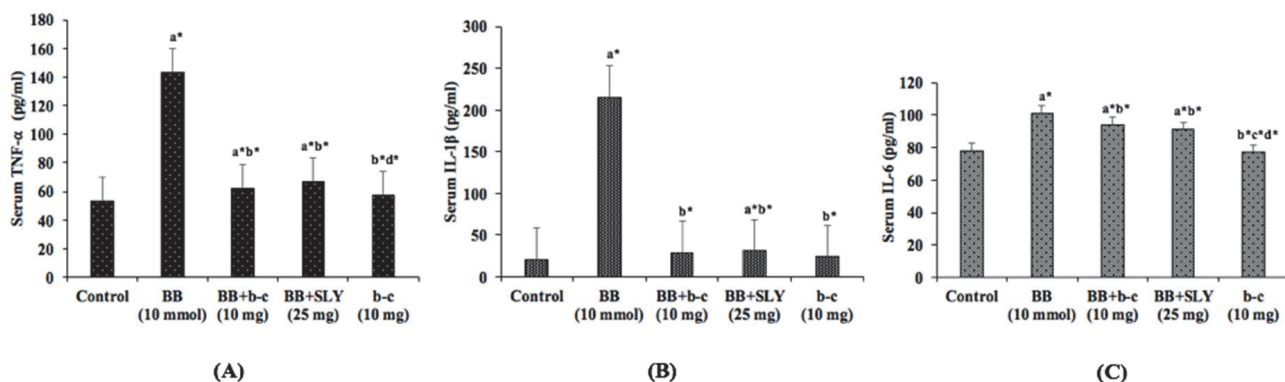 Serum TNF-α (pg/ml)
180
160
140
120
100
80
60
40
20
0
a*
a*b*
a*b*
b*d*
Control
BB
(10 mmol)
BB+b-c
(10 mg)
BB+SLY
(25 mg)
b-c
(10 mg)
(A)
Serum IL-1β (pg/ml)
300
250
200
150
100
50
0
a*
b*
a*b*
b*
Control
BB
(10 mmol)
BB+b-c
(10 mg)
BB+SLY
(25 mg)
b-c
(10 mg)
(B)
Serum IL-6 (pg/ml)
120
100
80
60
40
20
0
a*
a*b*
a*b*
b*c*d*
Control
BB
(10 mmol)
BB+b-c
(10 mg)
BB+SLY
(25 mg)
b-c
(10 mg)
(C)